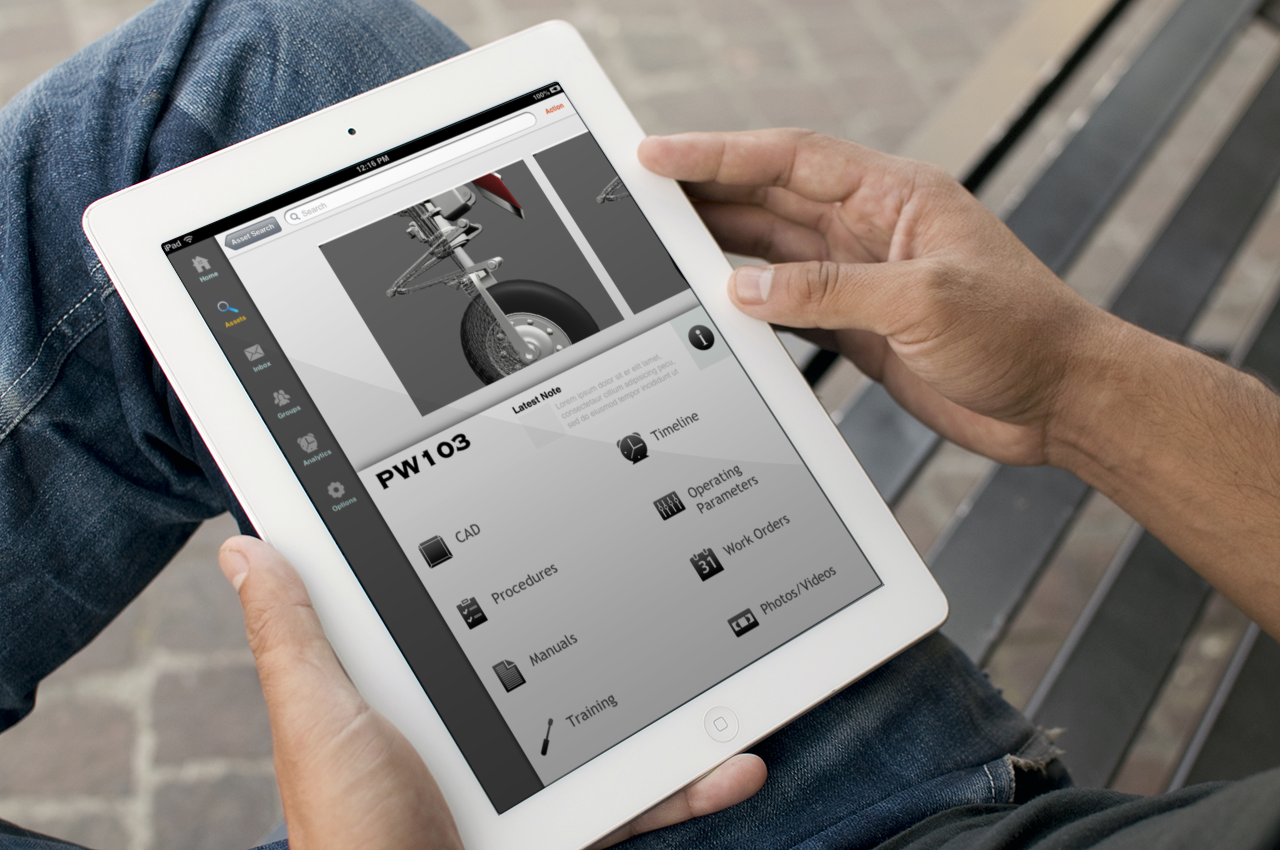 iPad
12:16 PM
100%
Asset Search
Search
Action
Home
Assets
Inbox
Groups
Analytics
Options
PW103
Latest Note
Lorem ipsum dolor sit er elit lamet,
consectetur cillium adipisicing pecu,
sed do eiusmod tempor incididunt ut
i
CAD
Procedures
Manuals
Training
Timeline
Operating
Parameters
31
Work Orders
Photos/Videos